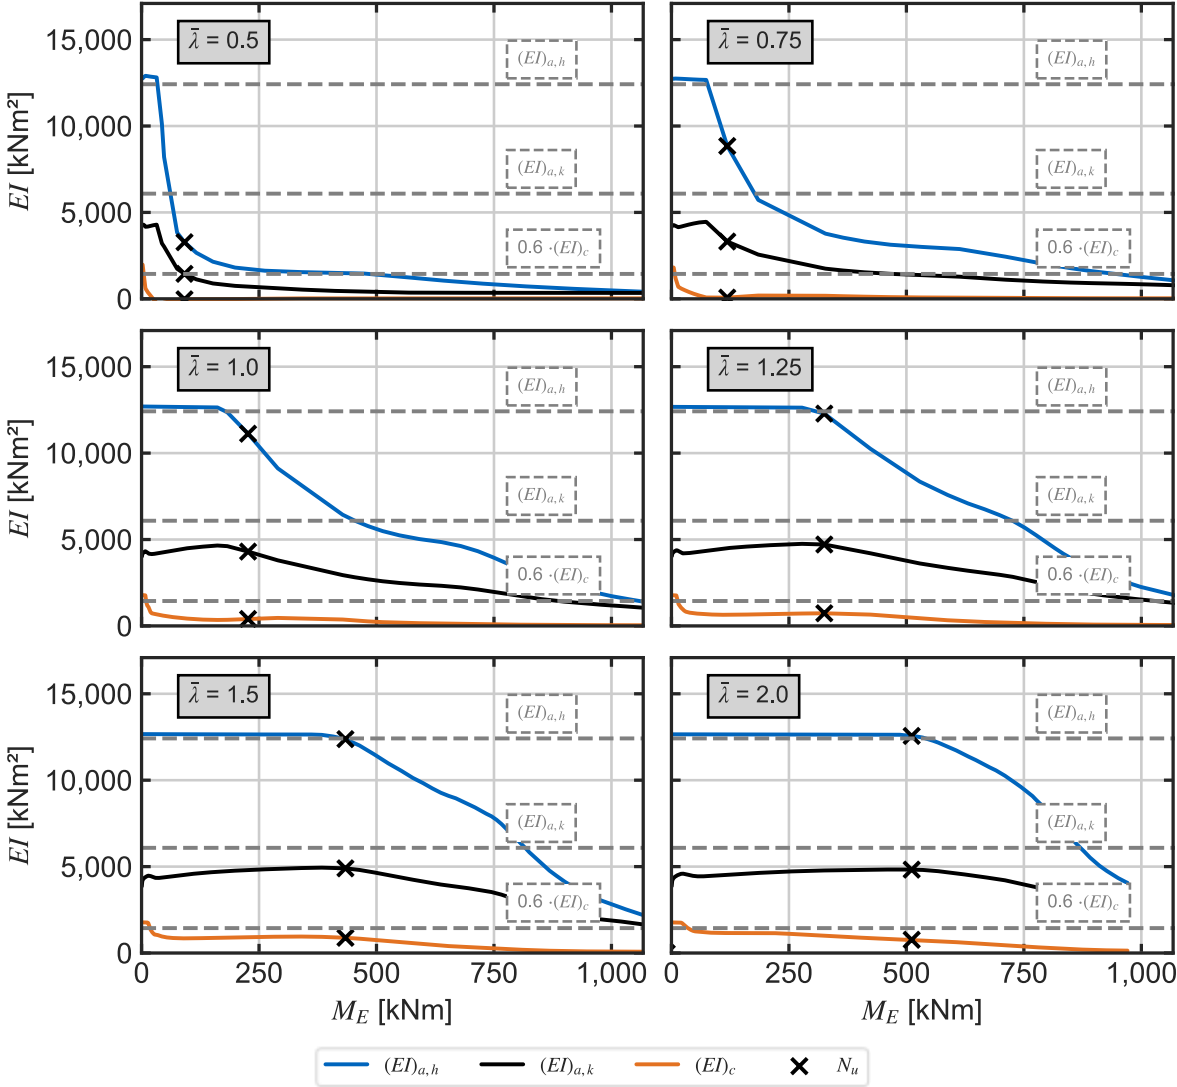 15,000
10,000
5,000
0
EI [kNm²]
λ̄ = 0.5
(EI)a,h
(EI)a,k
0.6 ·(EI)c
λ̄ = 0.75
(EI)a,h
(EI)a,k
0.6 ·(EI)c
15,000
10,000
5,000
0
EI [kNm²]
λ̄ = 1.0
(EI)a,h
(EI)a,k
0.6 ·(EI)c
λ̄ = 1.25
(EI)a,h
(EI)a,k
0.6 ·(EI)c
15,000
10,000
5,000
0
EI [kNm²]
λ̄ = 1.5
(EI)a,h
(EI)a,k
0.6 ·(EI)c
0 250 500 750 1,000
ME [kNm]
λ̄ = 2.0
(EI)a,h
(EI)a,k
0.6 ·(EI)c
0 250 500 750 1,000
ME [kNm]
(EI)a,h (EI)a,k (EI)c Nu